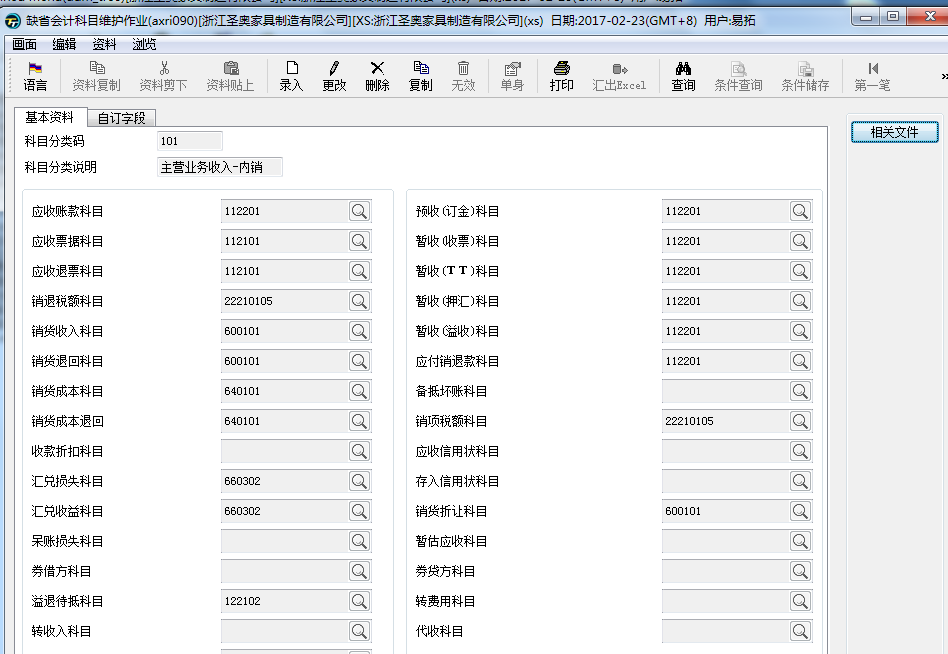 缺省会计科目维护作业(axri090)[浙江圣奥家具制造有限公司][XS:浙江圣奥家具制造有限公司](xs) 日期:2017-02-23(GMT+8) 用户:易拓
画面 编辑 资料 浏览
语言 资料复制 资料剪下 资料贴上 录入 更改 删除 复制 无效 单身 打印 汇出Excel 查询 条件查询 条件储存 第一笔 »
基本资料 自订字段
相关文件
科目分类码 101
科目分类说明 主营业务收入-内销
应收账款科目 112201 预收(订金)科目 112201
应收票据科目 112101 暂收(收票)科目 112201
应收退票科目 112101 暂收(TT)科目 112201
销退税额科目 22210105 暂收(押汇)科目 112201
销货收入科目 600101 暂收(溢收)科目 112201
销货退回科目 600101 应付销退款科目 112201
销货成本科目 640101 备抵坏账科目
销货成本退回 640101 销项税额科目 22210105
收款折扣科目 应收信用状科目
汇兑损失科目 660302 存入信用状科目
汇兑收益科目 660302 销货折让科目 600101
呆账损失科目 暂估应收科目
券借方科目 券贷方科目
溢退待抵科目 122102 转费用科目
转收入科目 代收科目